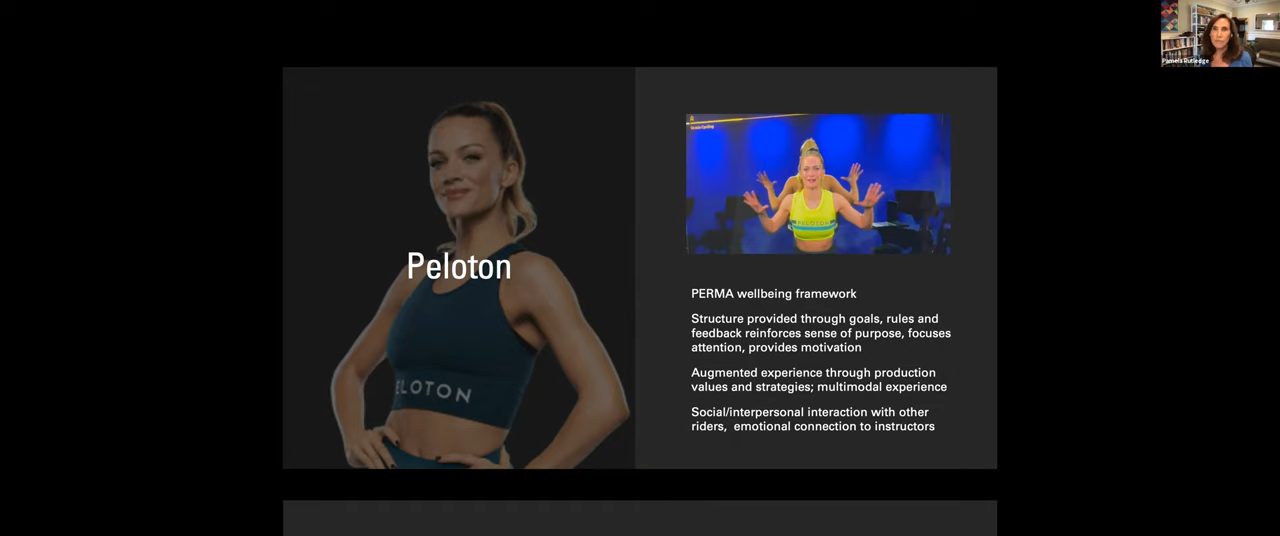 Pamela Rutledge
Peloton
ELOTON
PELOTON
PERMA wellbeing framework
Structure provided through goals, rules and
feedback reinforces sense of purpose, focuses
attention, provides motivation
Augmented experience through production
values and strategies; multimodal experience
Social/interpersonal interaction with other
riders,  emotional connection to instructors